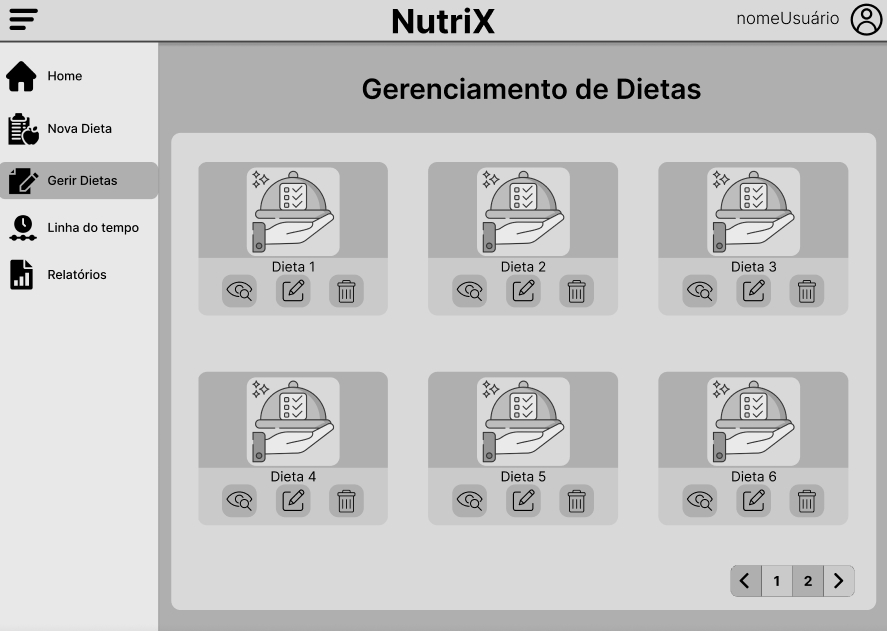 NutriX
nomeUsuário
Home
Nova Dieta
Gerir Dietas
Linha do tempo
Relatórios
Gerenciamento de Dietas
Dieta 1
Dieta 2
Dieta 3
Dieta 4
Dieta 5
Dieta 6
1
2